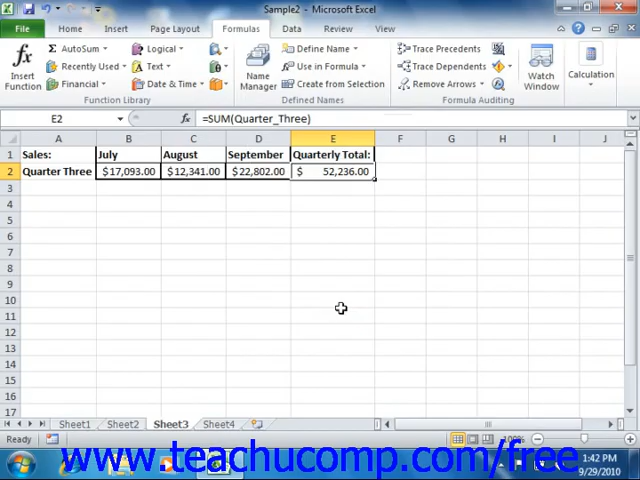 Sample2 - Microsoft Excel
File Home Insert Page Layout Formulas Data Review View
fx Insert Function
Σ AutoSum
Recently Used
Financial
Logical
Text
Date & Time
Function Library
Name Manager
Define Name
Use in Formula
Create from Selection
Defined Names
Trace Precedents
Trace Dependents
Remove Arrows
Formula Auditing
Watch Window
Calculation
E2 fx =SUM(Quarter_Three)
A B C D E F G H I J
1 Sales: July August September Quarterly Total:
2 Quarter Three $17,093.00 $12,341.00 $22,802.00 $ 52,236.00
3
4
5
6
7
8
9
10
11
12
13
14
15
16
17
Sheet1 Sheet2 Sheet3 Sheet4
Ready 100%
www.teachucomp.com/free
1:42 PM
9/29/2010